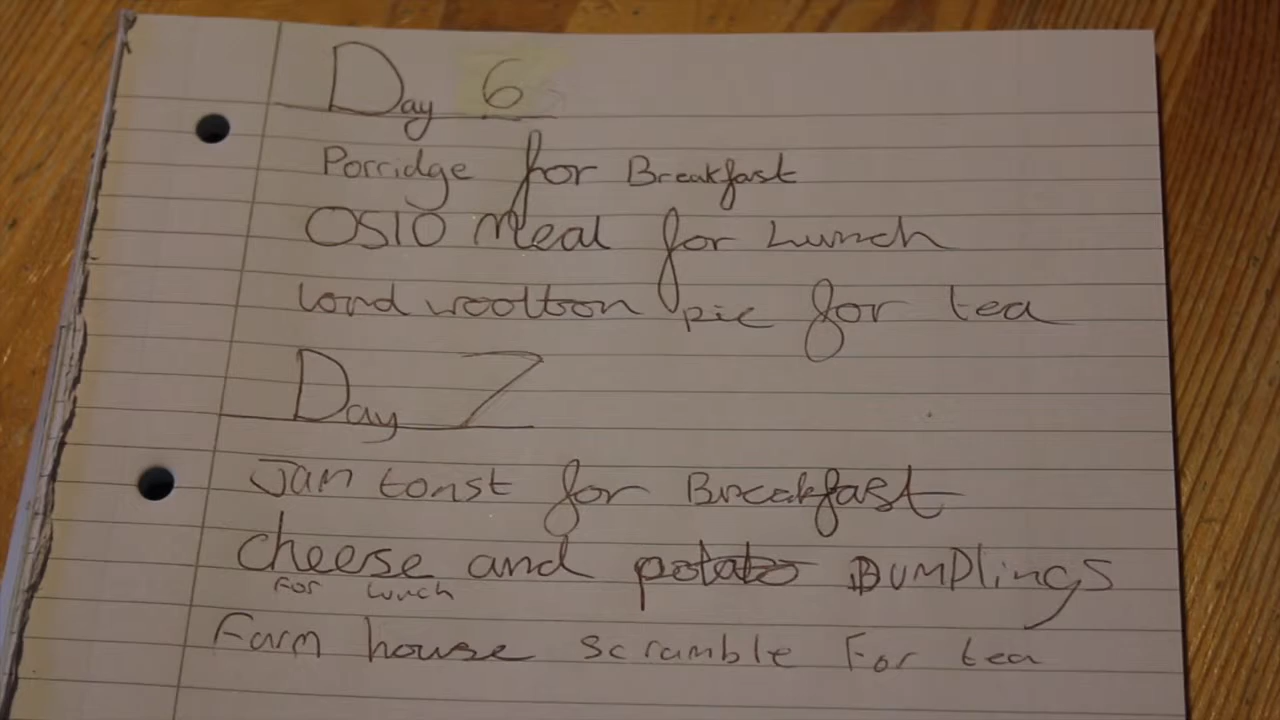 Day 6
Porridge for Breakfast
OSlO Meal for Lunch
Lord woolton pie for tea
Day 7
Jam toast for Breakfast
cheese and potato DUMPlingS
For Lunch
Farm house scramble For tea